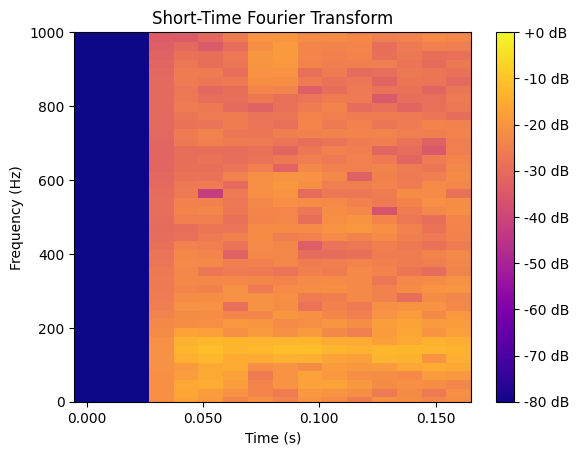 Short-Time Fourier Transform
1000
800
600
400
200
0
Frequency (Hz)
0.000
0.050
0.100
0.150
Time (s)
+0 dB
-10 dB
-20 dB
-30 dB
-40 dB
-50 dB
-60 dB
-70 dB
-80 dB